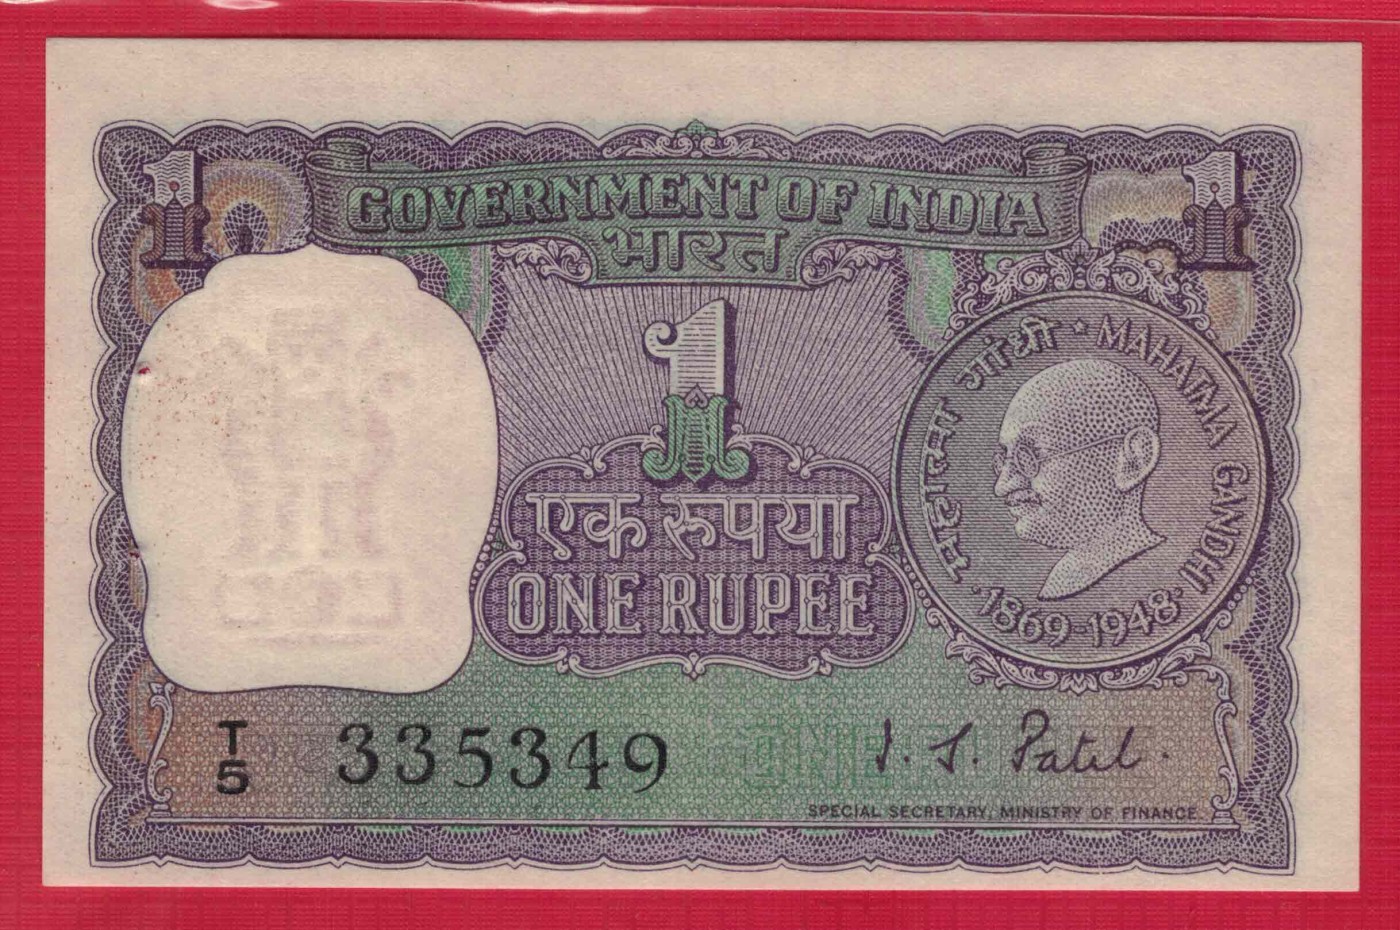 1
1
GOVERNMENT OF INDIA
भारत
1
एक रुपया
ONE RUPEE
महात्मा गांधी • MAHATMA GANDHI
• 1869-1948 •
T/5 335349
I. J. Patel.
SPECIAL SECRETARY, MINISTRY OF FINANCE.